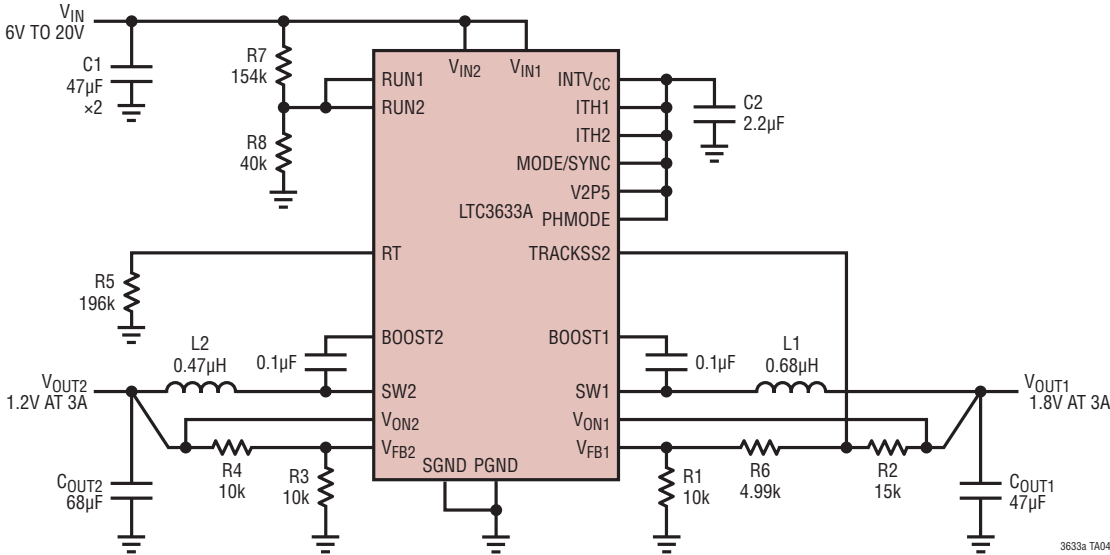 VIN
6V TO 20V
C1
47µF
×2
R7
154k
R8
40k
VIN2
VIN1
RUN1
RUN2
INTVCC
ITH1
ITH2
MODE/SYNC
V2P5
PHMODE
LTC3633A
C2
2.2µF
RT
TRACKSS2
R5
196k
BOOST2
BOOST1
L2
0.47µH
0.1µF
0.1µF
L1
0.68µH
VOUT2
1.2V AT 3A
SW2
SW1
VOUT1
1.8V AT 3A
VON2
VON1
VFB2
VFB1
SGND PGND
R4
10k
R3
10k
R1
10k
R6
4.99k
R2
15k
COUT2
68µF
COUT1
47µF
3633a TA04